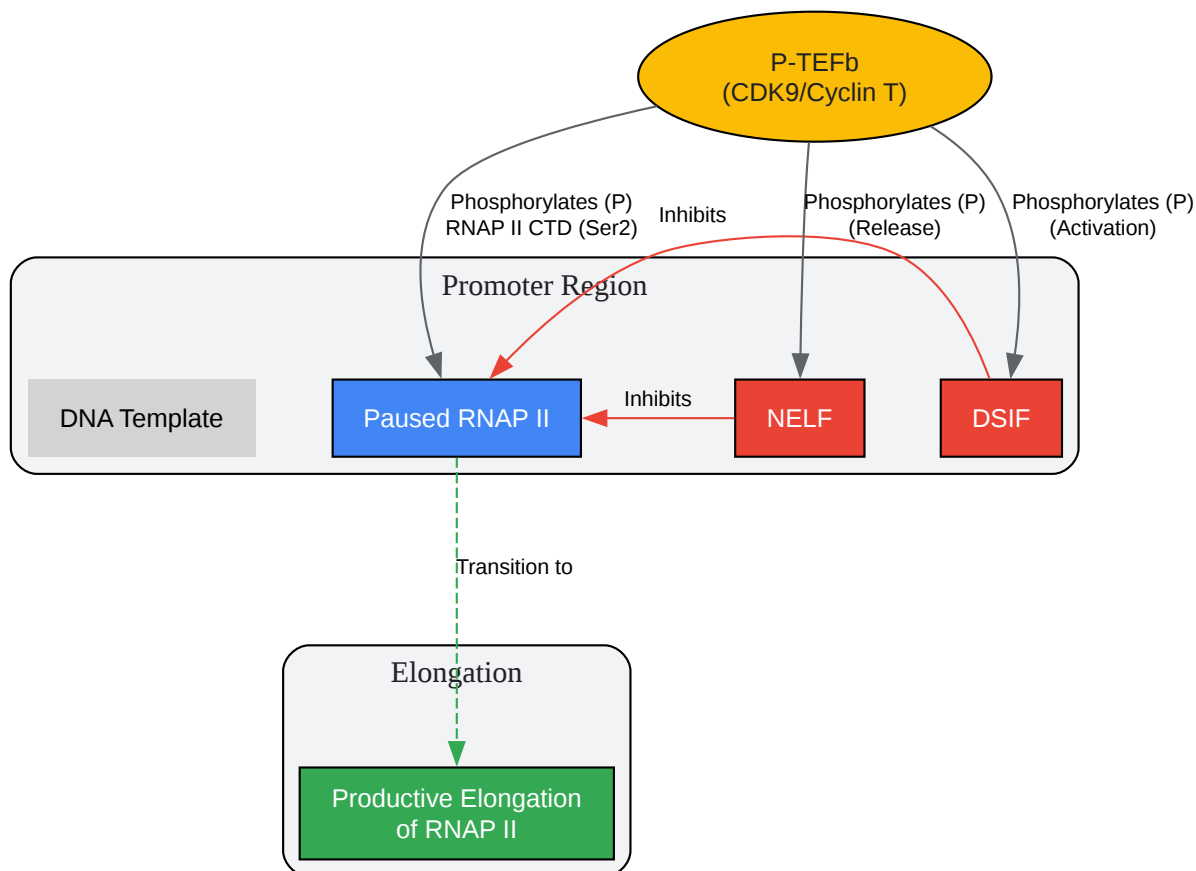 P-TEFb
(CDK9/Cyclin T)
Phosphorylates (P)
RNAP II CTD (Ser2)
Inhibits
Phosphorylates (P)
(Release)
Phosphorylates (P)
(Activation)
Promoter Region
DNA Template
Paused RNAP II
Inhibits
NELF
DSIF
Transition to
Elongation
Productive Elongation
of RNAP II